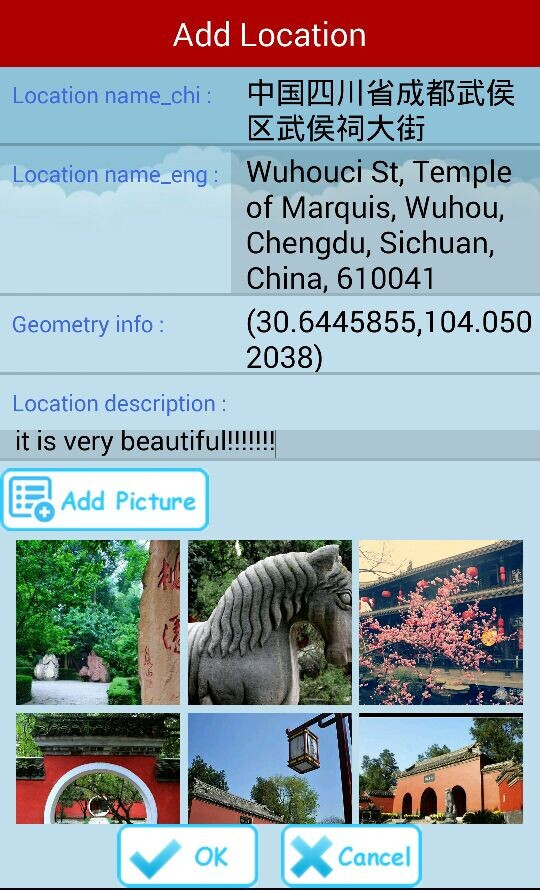 Add Location
Location name_chi :
中国四川省成都武侯
区武侯祠大街
Location name_eng :
Wuhouci St, Temple
of Marquis, Wuhou,
Chengdu, Sichuan,
China, 610041
Geometry info :
(30.6445855,104.050
2038)
Location description :
it is very beautiful!!!!!!!
Add Picture
桃
OK
Cancel